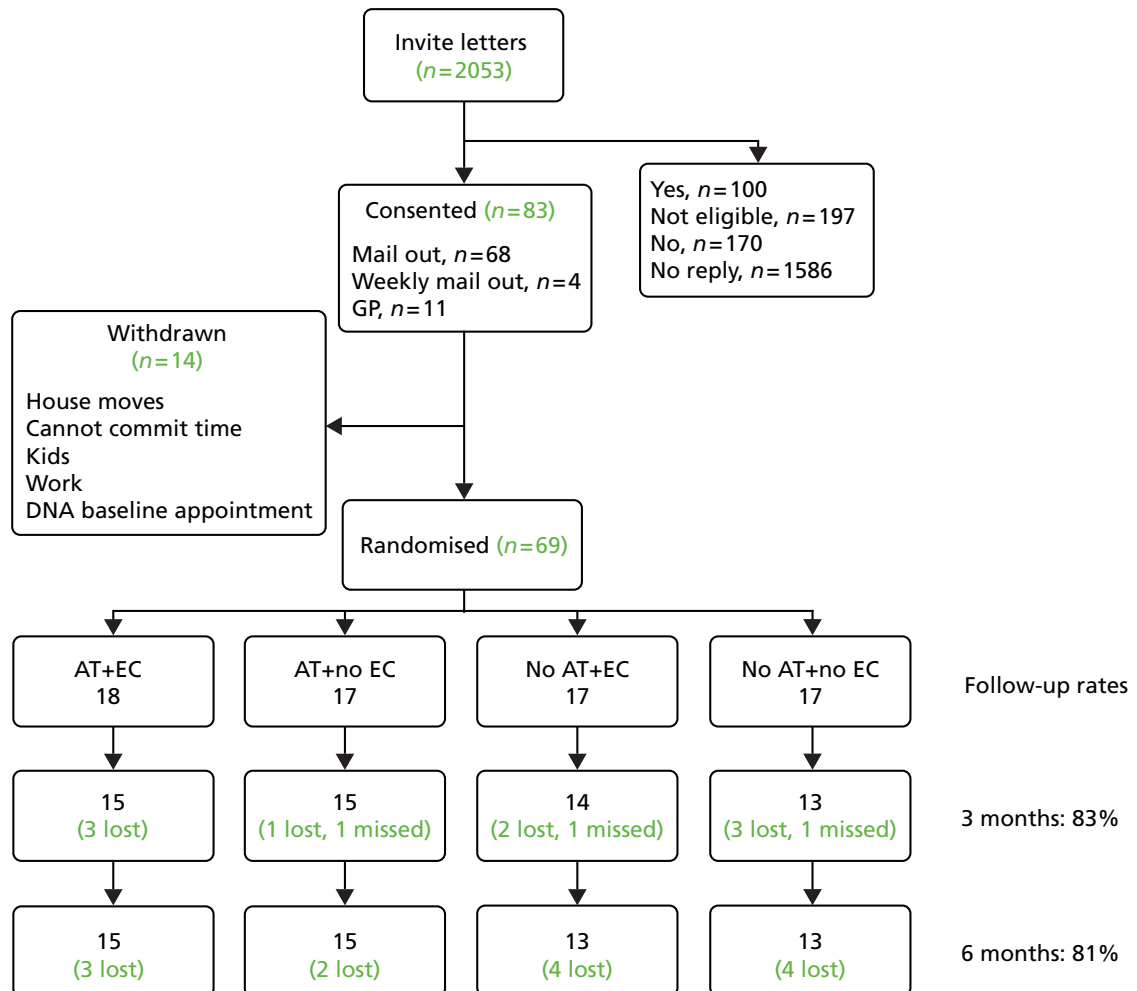 Invite letters
(n=2053)
Yes, n=100
Not eligible, n=197
No, n=170
No reply, n=1586
Consented (n=83)
Mail out, n=68
Weekly mail out, n=4
GP, n=11
Withdrawn
(n=14)
House moves
Cannot commit time
Kids
Work
DNA baseline appointment
Randomised (n=69)
AT+EC
18
AT+no EC
17
No AT+EC
17
No AT+no EC
17
Follow-up rates
15
(3 lost)
15
(1 lost, 1 missed)
14
(2 lost, 1 missed)
13
(3 lost, 1 missed)
3 months: 83%
15
(3 lost)
15
(2 lost)
13
(4 lost)
13
(4 lost)
6 months: 81%